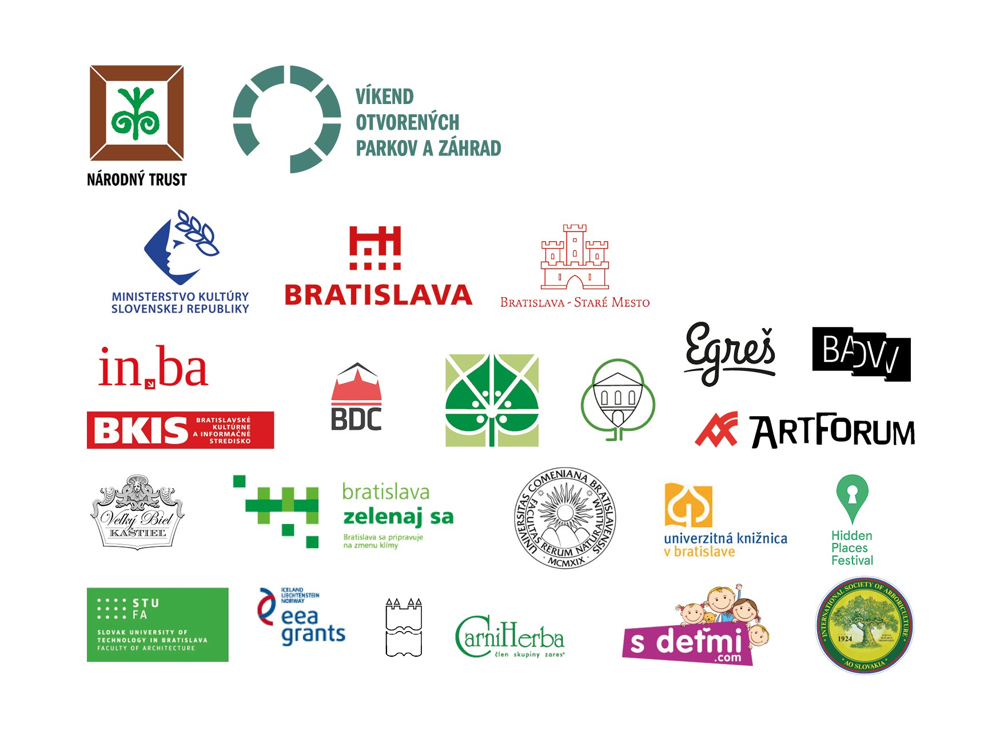 NÁRODNÝ TRUST
VÍKEND
OTVORENÝCH
PARKOV A ZÁHRAD
MINISTERSTVO KULTÚRY
SLOVENSKEJ REPUBLIKY
BRATISLAVA
BRATISLAVA - STARÉ MESTO
in.ba
BKIS
BRATISLAVSKÉ
KULTÚRNE
A INFORMAČNÉ
STREDISKO
BDC
Egreš
BADW
ARTFORUM
Veľký Biel
KAŠTIEĽ
bratislava
zelenaj sa
Bratislava sa pripravuje
na zmenu klímy
UNIVERSITAS COMENIANA BRATISLAVENSIS
FACULTAS RERUM NATURALIUM
· MCMXIX ·
univerzitná knižnica
v bratislave
Hidden
Places
Festival
STU
FA
SLOVAK UNIVERSITY OF
TECHNOLOGY IN BRATISLAVA
FACULTY OF ARCHITECTURE
ICELAND
LIECHTENSTEIN
NORWAY
eea
grants
CarniHerba
člen skupiny zares®
s deťmi
.com
· INTERNATIONAL SOCIETY OF ARBORICULTURE ·
1924
SCIENCE
RESEARCH
PRESERVATION
· AO SLOVAKIA ·